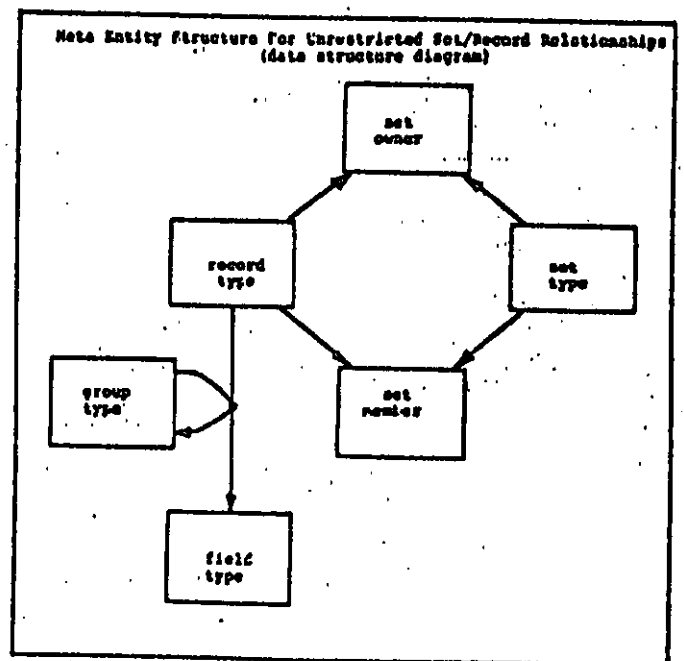 Meta Entity Structure for Unrestricted Set/Record Relationships
(data structure diagram)
set
owner
record
type
set
type
group
type
set
member
field
type